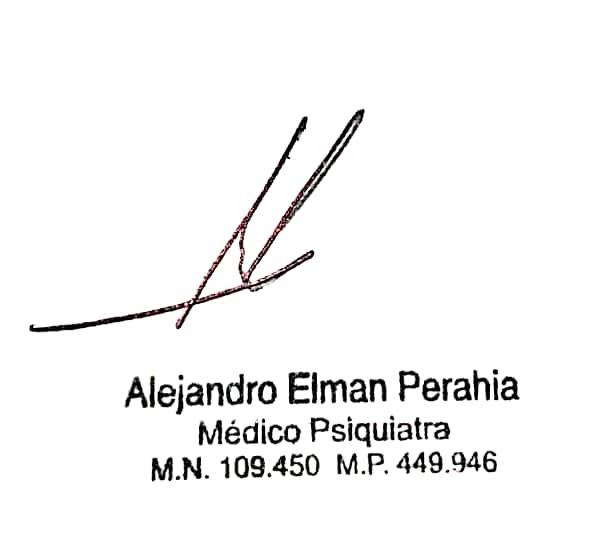 Alejandro Elman Perahia
Médico Psiquiatra
M.N. 109.450 M.P. 449.946